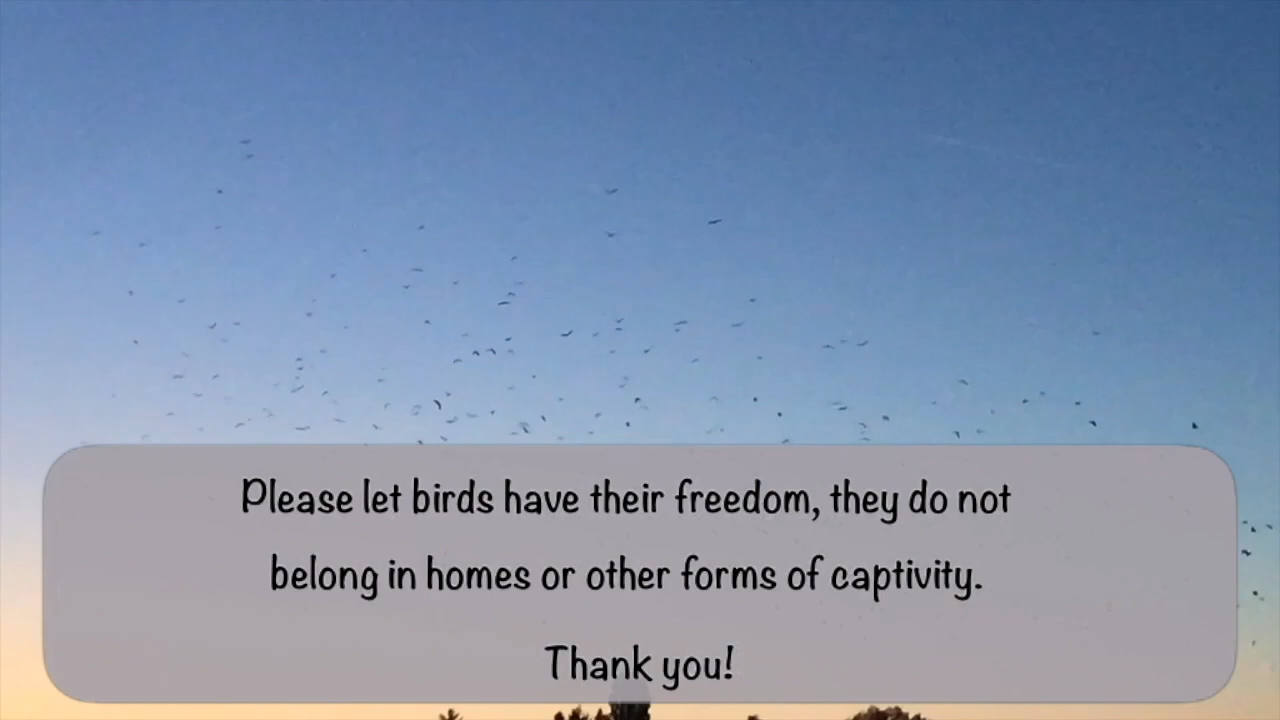 Please let birds have their freedom, they do not
belong in homes or other forms of captivity.
Thank you!